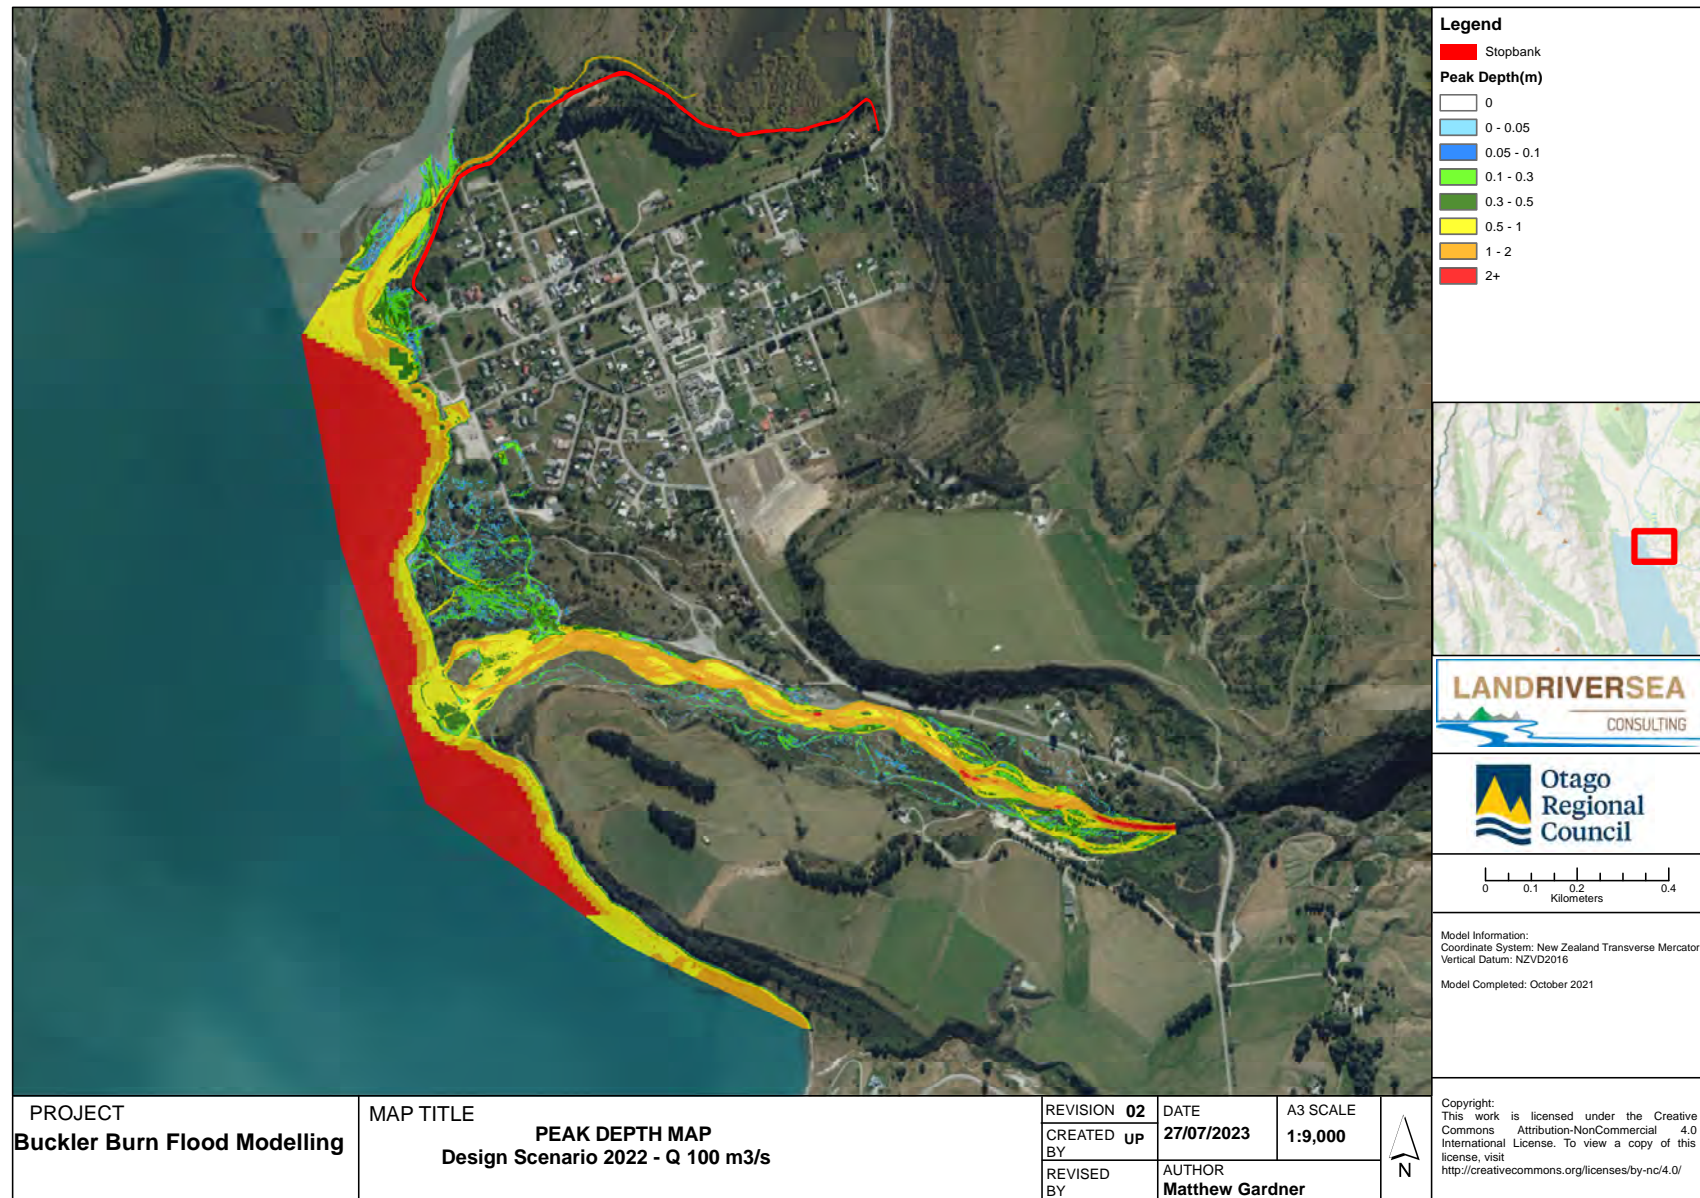 Legend
Stopbank
Peak Depth(m)
0
0 - 0.05
0.05 - 0.1
0.1 - 0.3
0.3 - 0.5
0.5 - 1
1 - 2
2+
LANDRIVERSEA
CONSULTING
Otago
Regional
Council
0 0.1 0.2 0.4
Kilometers
Model Information:
Coordinate System: New Zealand Transverse Mercator
Vertical Datum: NZVD2016
Model Completed: October 2021
Copyright:
This work is licensed under the Creative
Commons Attribution-NonCommercial 4.0
International License. To view a copy of this
license, visit
http://creativecommons.org/licenses/by-nc/4.0/
PROJECT
Buckler Burn Flood Modelling
MAP TITLE
PEAK DEPTH MAP
Design Scenario 2022 - Q 100 m3/s
REVISION 02
CREATED BY UP
REVISED BY
DATE
27/07/2023
A3 SCALE
1:9,000
AUTHOR
Matthew Gardner
N